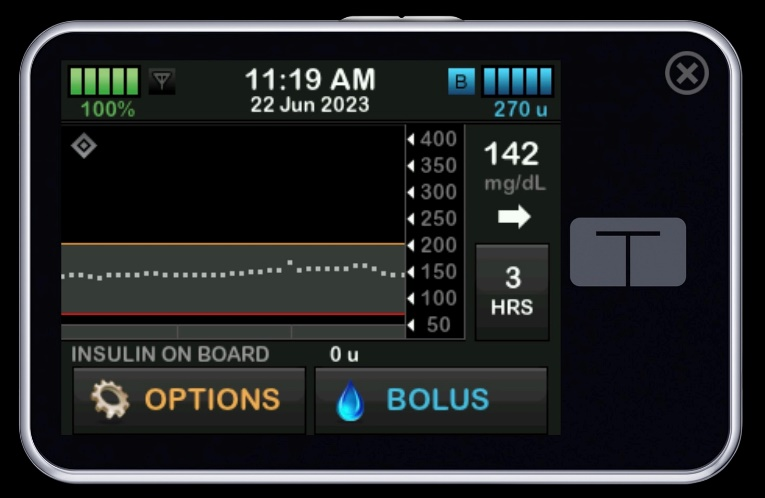 11:19 AM
B
100%
22 Jun 2023
270 u
400
350
300
250
200
150
100
50
142
mg/dL
3
HRS
INSULIN ON BOARD 0 u
OPTIONS
BOLUS